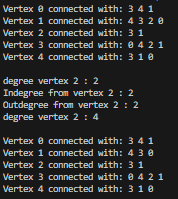 Vertex 0 connected with: 3 4 1
Vertex 1 connected with: 4 3 2 0
Vertex 2 connected with: 3 1
Vertex 3 connected with: 0 4 2 1
Vertex 4 connected with: 3 1 0
degree vertex 2 : 2
Indegree from vertex 2 : 2
Outdegree from vertex 2 : 2
degree vertex 2 : 4
Vertex 0 connected with: 3 4 1
Vertex 1 connected with: 4 3 0
Vertex 2 connected with: 3 1
Vertex 3 connected with: 0 4 2 1
Vertex 4 connected with: 3 1 0